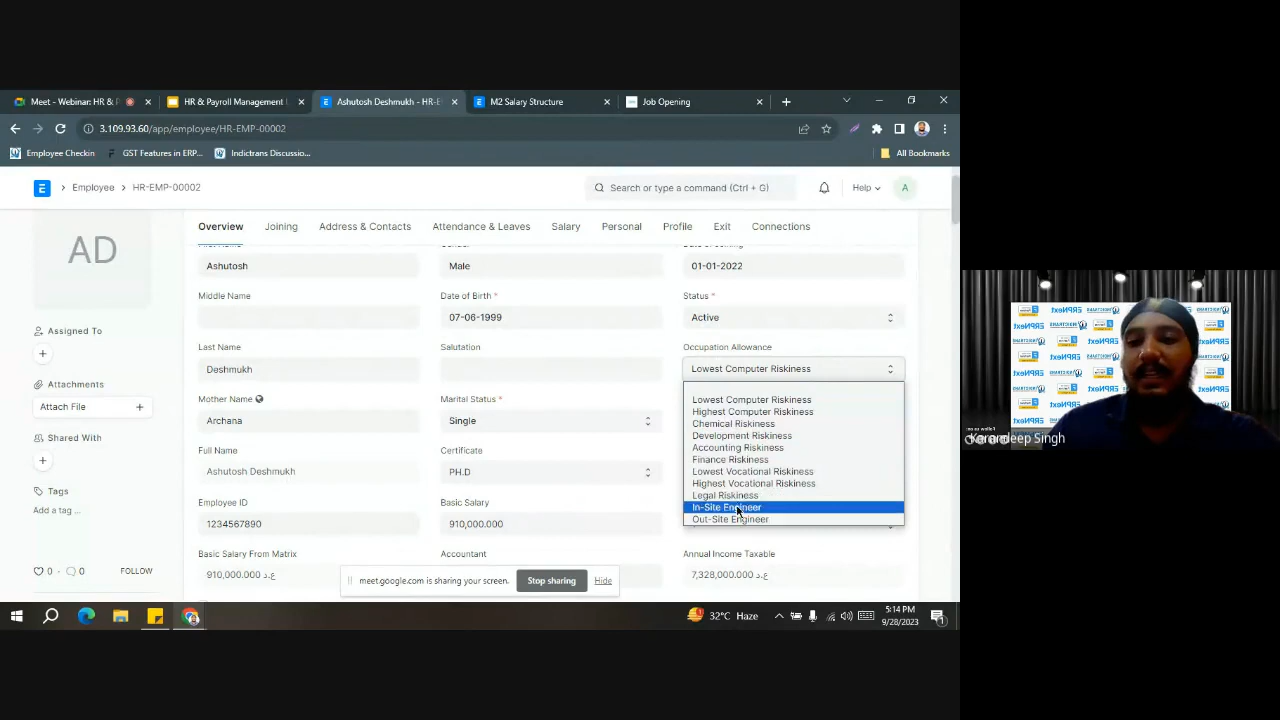 Meet - Webinar: HR & P
HR & Payroll Management
Ashutosh Deshmukh - HR-E
M2 Salary Structure
Job Opening
3.109.93.60/app/employee/HR-EMP-00002
Employee Checkin
GST Features in ERP...
Indictrans Discussio...
All Bookmarks
E
Employee
HR-EMP-00002
Search or type a command (Ctrl + G)
Help
A
AD
Overview
Joining
Address & Contacts
Attendance & Leaves
Salary
Personal
Profile
Exit
Connections
Ashutosh
Male
01-01-2022
Middle Name
Date of Birth *
Status *
07-06-1999
Active
Assigned To
Last Name
Salutation
Occupation Allowance
Deshmukh
Lowest Computer Riskiness
Attachments
Attach File
Mother Name
Marital Status *
Archana
Single
Lowest Computer Riskiness
Highest Computer Riskiness
Chemical Riskiness
Development Riskiness
Accounting Riskiness
Finance Riskiness
Lowest Vocational Riskiness
Highest Vocational Riskiness
Legal Riskiness
In-Site Engineer
Out-Site Engineer
Shared With
Full Name
Certificate
Ashutosh Deshmukh
PH.D
Tags
Add a tag ...
Employee ID
Basic Salary
1234567890
910,000.000
Basic Salary From Matrix
Accountant
Annual Income Taxable
910,000.000 د.ع
7,328,000.000 د.ع
0 · 0
FOLLOW
meet.google.com is sharing your screen.
Stop sharing
Hide
32°C Haze
5:14 PM
9/28/2023
1
ERPNext
Karamdeep Singh